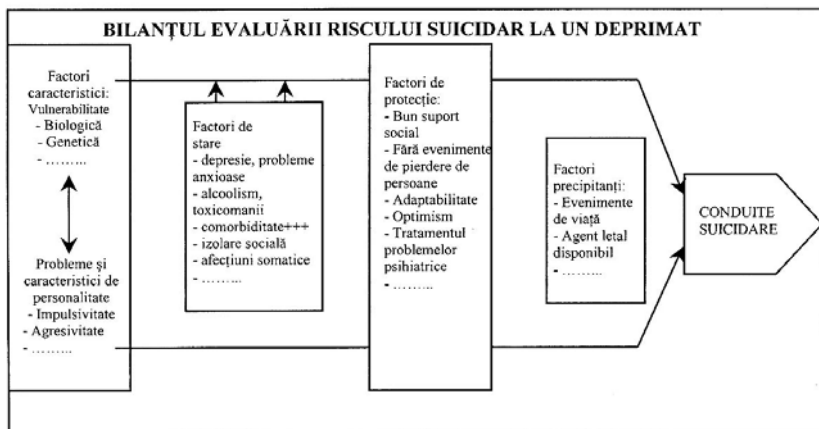 BILANȚUL EVALUĂRII RISCULUI SUICIDAR LA UN DEPRIMAT
Factori
caracteristici:
Vulnerabilitate
- Biologică
- Genetică
- ……...
Probleme și
caracteristici de
personalitate
- Impulsivitate
- Agresivitate
- ……...
Factori de
stare
- depresie, probleme
anxioase
- alcoolism,
toxicomanii
- comorbiditate+++
- izolare socială
- afecțiuni somatice
- ……...
Factori de
protecție:
- Bun suport
social
- Fără evenimente
de pierdere de
persoane
- Adaptabilitate
- Optimism
- Tratamentul
problemelor
psihiatrice
- ……...
Factori
precipitanți:
- Evenimente
de viață
- Agent letal
disponibil
- ……...
CONDUITE
SUICIDARE